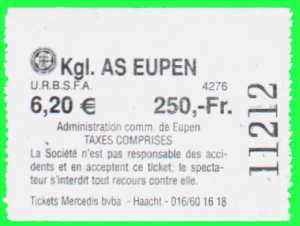 Kgl. AS EUPEN
U.R.B.S.F.A. 4276
6,20 € 250,-Fr.
Administration comm. de Eupen
TAXES COMPRISES
La Société n'est pas responsable des acci-
dents et en acceptent ce ticket; le specta-
teur s'interdit tout recours contre elle.
Tickets Mercedis bvba - Haacht - 016/60 16 18
11212